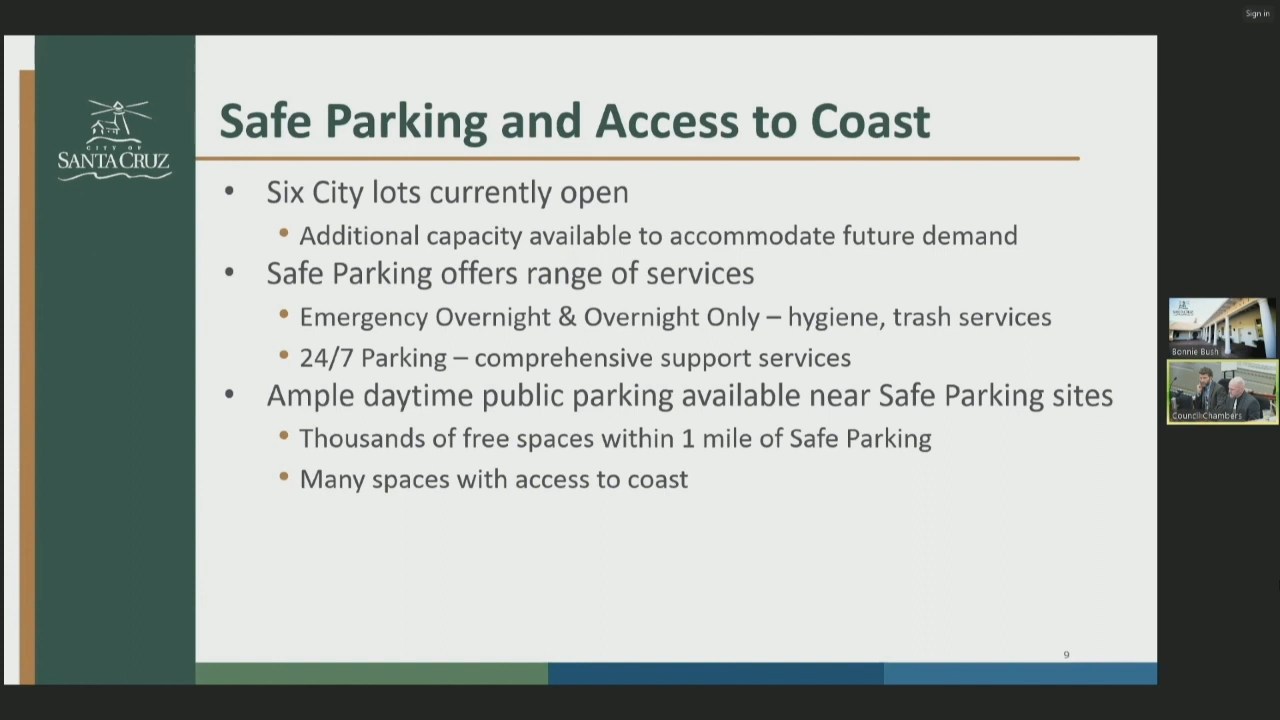 Sign in
CITY OF
SANTA CRUZ
Safe Parking and Access to Coast
• Six City lots currently open
• Additional capacity available to accommodate future demand
• Safe Parking offers range of services
• Emergency Overnight & Overnight Only – hygiene, trash services
• 24/7 Parking – comprehensive support services
• Ample daytime public parking available near Safe Parking sites
• Thousands of free spaces within 1 mile of Safe Parking
• Many spaces with access to coast
9
Bonnie Bush
Council Chambers